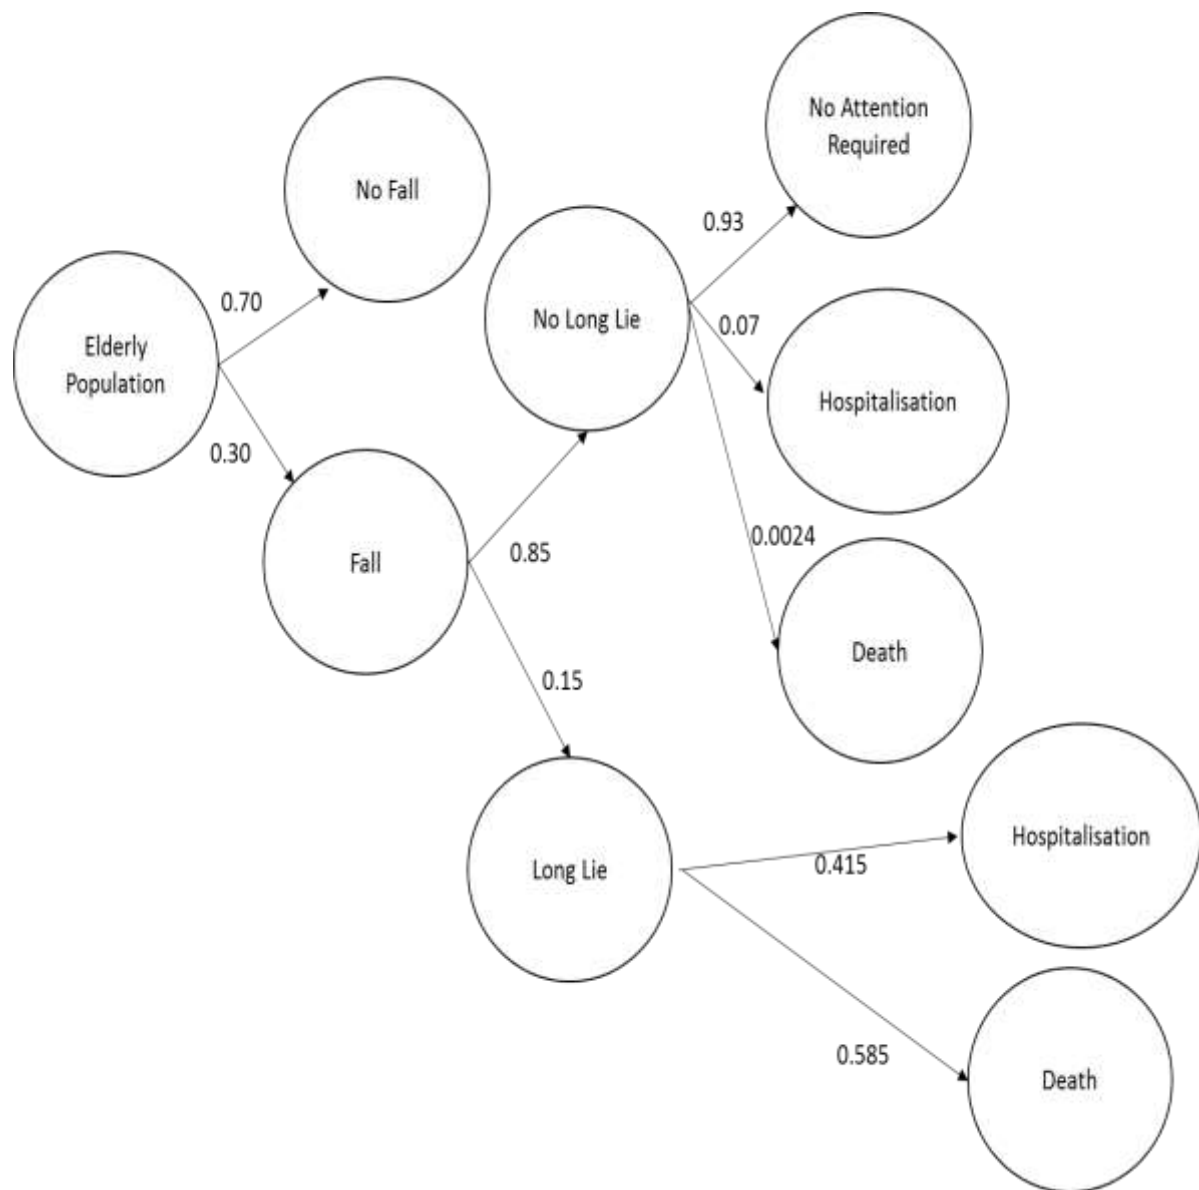 No Attention
Required
No Fall
0.93
0.70
No Long Lie
0.07
Elderly
Population
Hospitalisation
0.30
0.0024
0.85
Fall
Death
0.15
Hospitalisation
0.415
Long Lie
0.585
Death